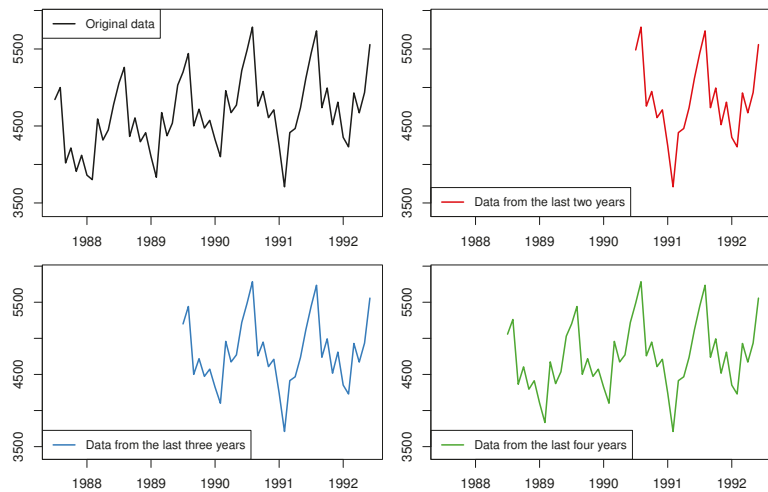 Original data
5500
4500
3500
1988 1989 1990 1991 1992
Data from the last two years
5500
4500
3500
1988 1989 1990 1991 1992
Data from the last three years
5500
4500
3500
1988 1989 1990 1991 1992
Data from the last four years
5500
4500
3500
1988 1989 1990 1991 1992